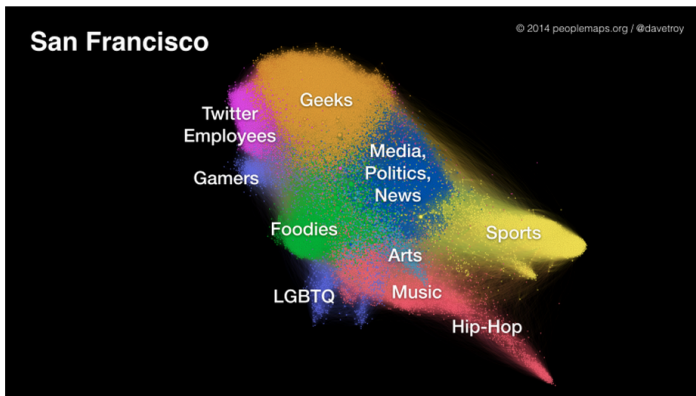 © 2014 peoplemaps.org / @davetroy
San Francisco
Geeks
Twitter
Employees
Media,
Politics,
News
Gamers
Foodies
Sports
Arts
LGBTQ
Music
Hip-Hop